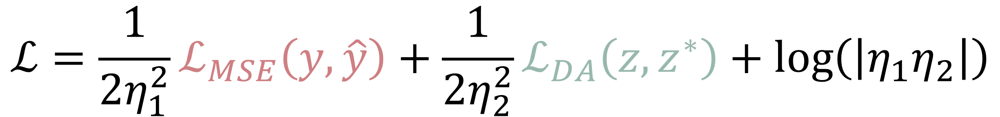 ℒ = 1/(2η₁²) ℒ_MSE(y, ŷ) + 1/(2η₂²) ℒ_DA(z, z*) + log(|η₁η₂|)